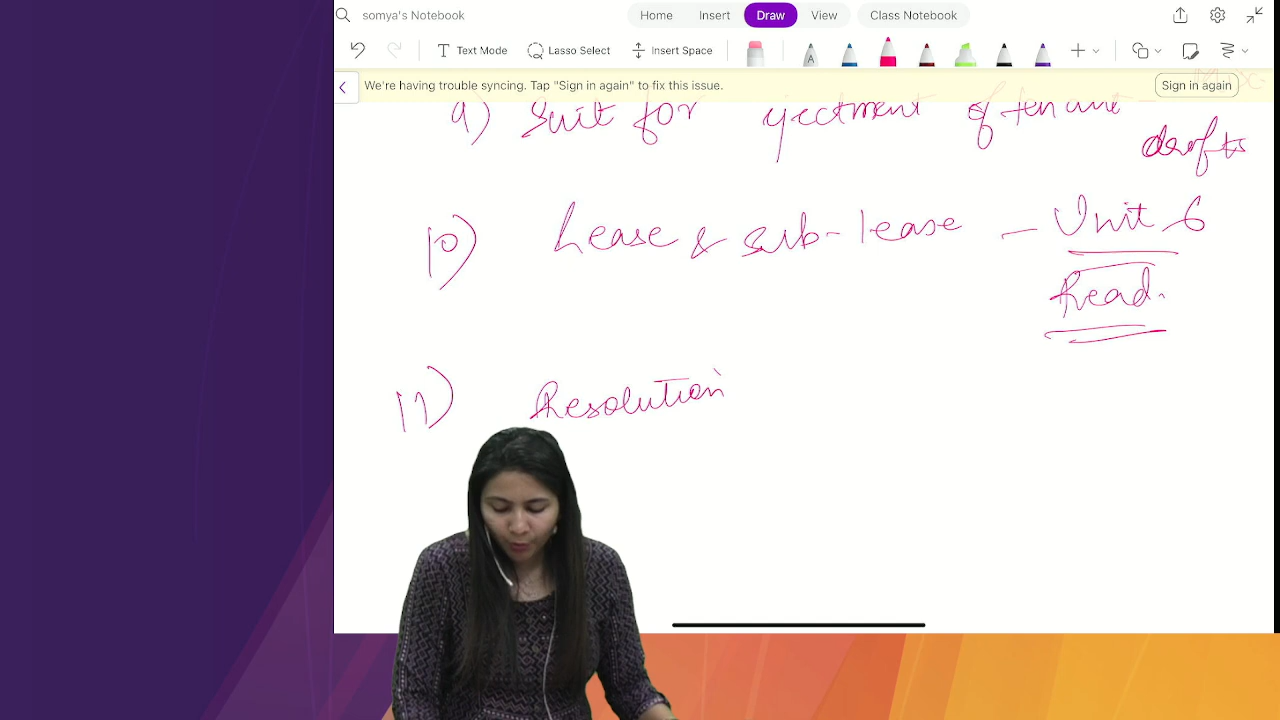 somya's Notebook
Home Insert Draw View Class Notebook
Text Mode Lasso Select Insert Space
We're having trouble syncing. Tap "Sign in again" to fix this issue. Sign in again
9) Suit for ejectment of tenant -
10) Lease & sub-lease - Unit 6
Read.
11) Resolution